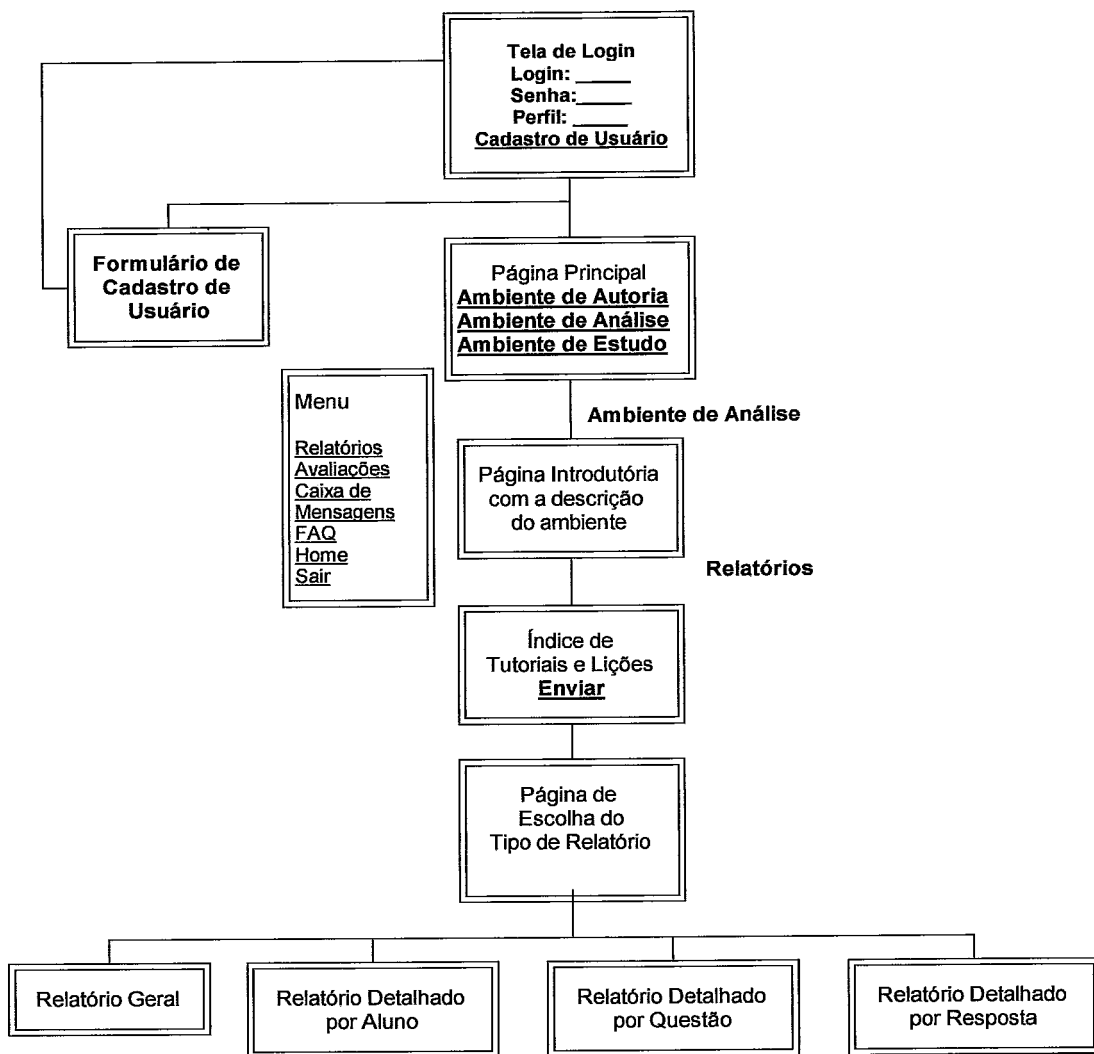 Tela de Login
Login: _____
Senha:_____
Perfil: _____
Cadastro de Usuário
Formulário de
Cadastro de
Usuário
Página Principal
Ambiente de Autoria
Ambiente de Análise
Ambiente de Estudo
Menu
Relatórios
Avaliações
Caixa de
Mensagens
FAQ
Home
Sair
Ambiente de Análise
Página Introdutória
com a descrição
do ambiente
Relatórios
Índice de
Tutoriais e Lições
Enviar
Página de
Escolha do
Tipo de Relatório
Relatório Geral
Relatório Detalhado
por Aluno
Relatório Detalhado
por Questão
Relatório Detalhado
por Resposta